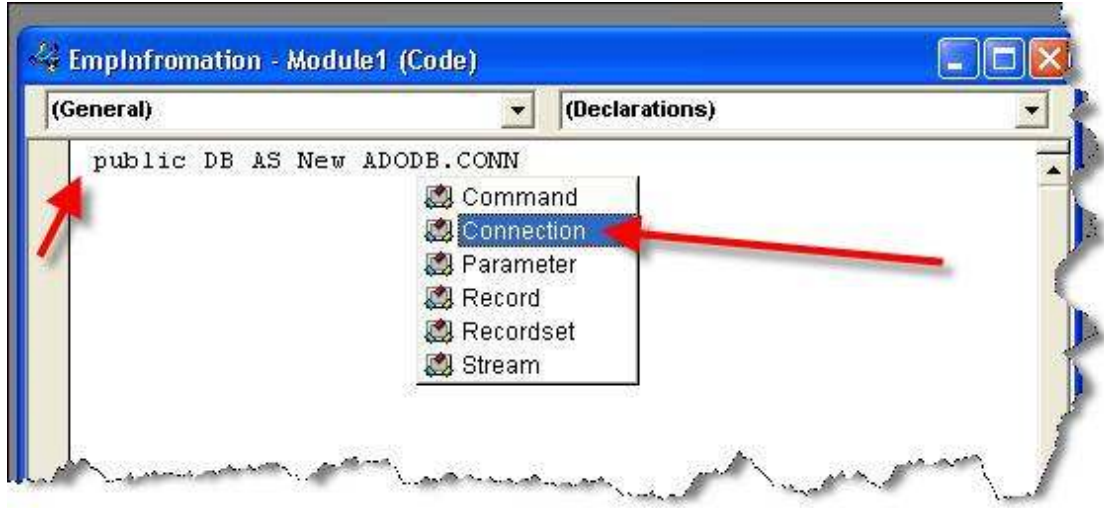 EmpInfromation - Module1 (Code)
(General) (Declarations)
public DB AS New ADODB.CONN
Command
Connection
Parameter
Record
Recordset
Stream